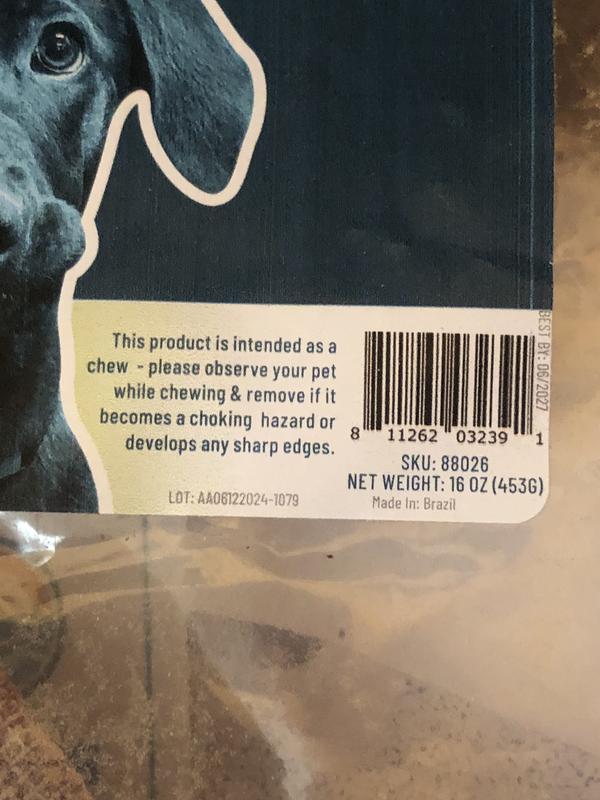 This product is intended as a
chew - please observe your pet
while chewing & remove if it
becomes a choking hazard or
develops any sharp edges.
LOT: AA06122024-1079
BEST BY: 06/2027
8 11262 03239 1
SKU: 88026
NET WEIGHT: 16 OZ (453G)
Made In: Brazil